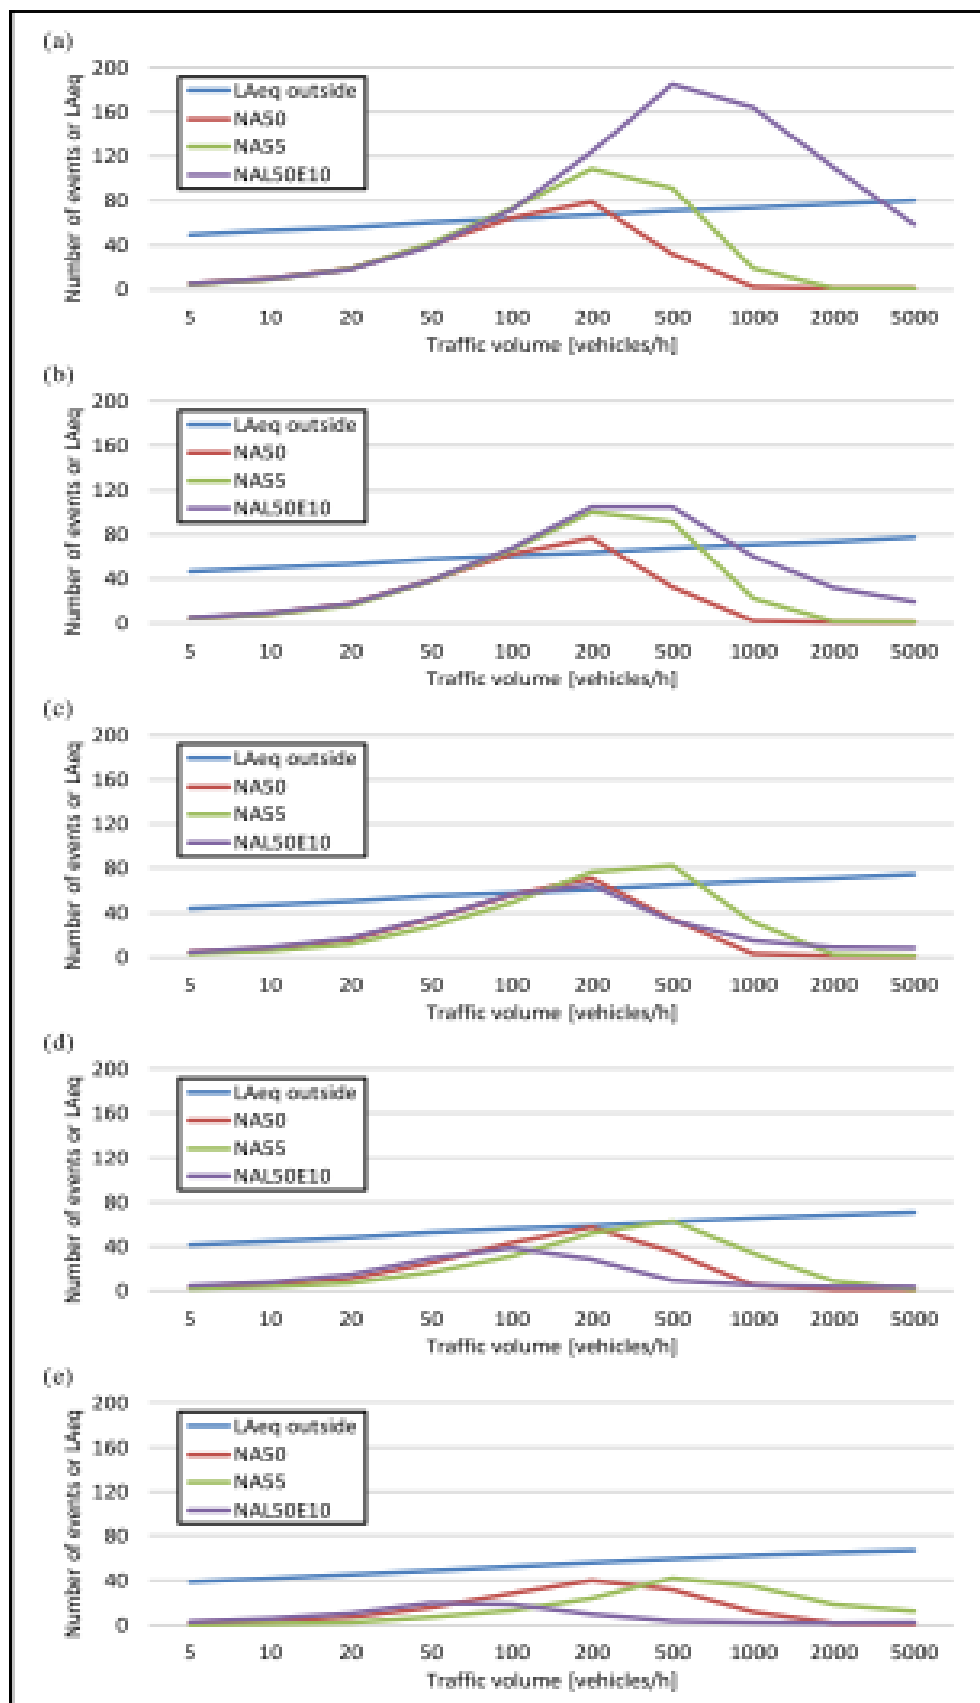 (a)
Number of events or LAeq
200
160
120
80
40
0
LAeq outside
NA50
NA55
NAL50E10
5 10 20 50 100 200 500 1000 2000 5000
Traffic volume [vehicles/h]
(b)
Number of events or LAeq
200
160
120
80
40
0
LAeq outside
NA50
NA55
NAL50E10
5 10 20 50 100 200 500 1000 2000 5000
Traffic volume [vehicles/h]
(c)
Number of events or LAeq
200
160
120
80
40
0
LAeq outside
NA50
NA55
NAL50E10
5 10 20 50 100 200 500 1000 2000 5000
Traffic volume [vehicles/h]
(d)
Number of events or LAeq
200
160
120
80
40
0
LAeq outside
NA50
NA55
NAL50E10
5 10 20 50 100 200 500 1000 2000 5000
Traffic volume [vehicles/h]
(e)
Number of events or LAeq
200
160
120
80
40
0
LAeq outside
NA50
NA55
NAL50E10
5 10 20 50 100 200 500 1000 2000 5000
Traffic volume [vehicles/h]